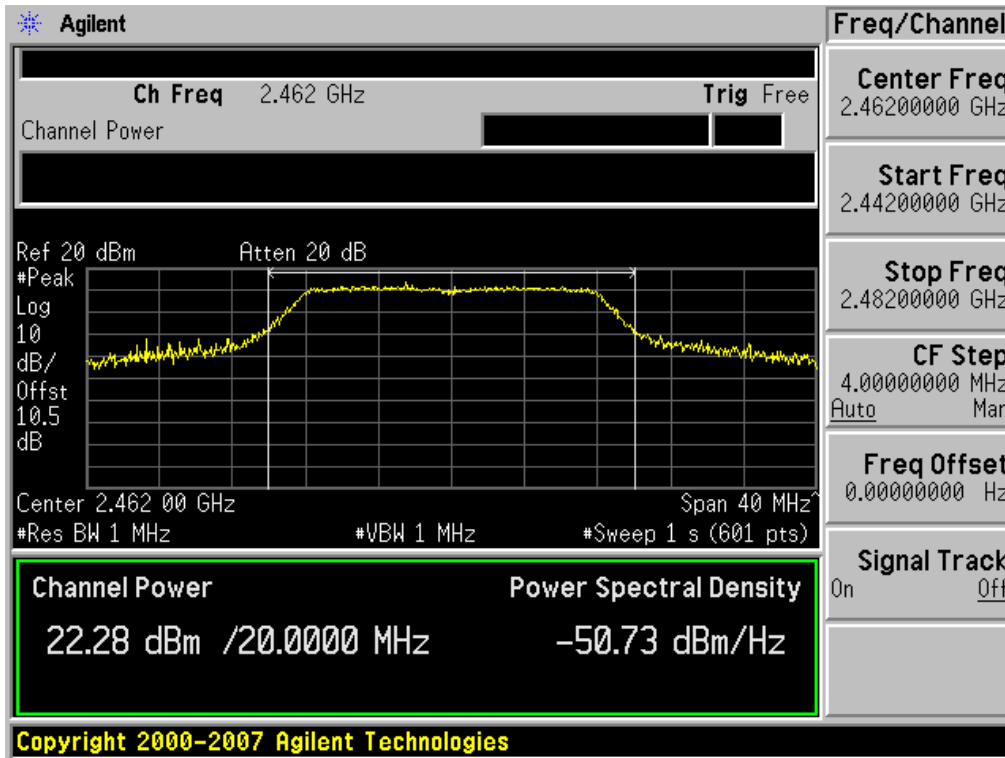 Agilent
Freq/Channel
Ch Freq 2.462 GHz Trig Free
Channel Power
Center Freq
2.46200000 GHz
Start Freq
2.44200000 GHz
Stop Freq
2.48200000 GHz
CF Step
4.00000000 MHz
Auto Man
Freq Offset
0.00000000 Hz
Signal Track
On Off
Ref 20 dBm Atten 20 dB
#Peak
Log
10
dB/
Offst
10.5
dB
Center 2.462 00 GHz Span 40 MHz^
#Res BW 1 MHz #VBW 1 MHz #Sweep 1 s (601 pts)
Channel Power Power Spectral Density
22.28 dBm /20.0000 MHz -50.73 dBm/Hz
Copyright 2000-2007 Agilent Technologies